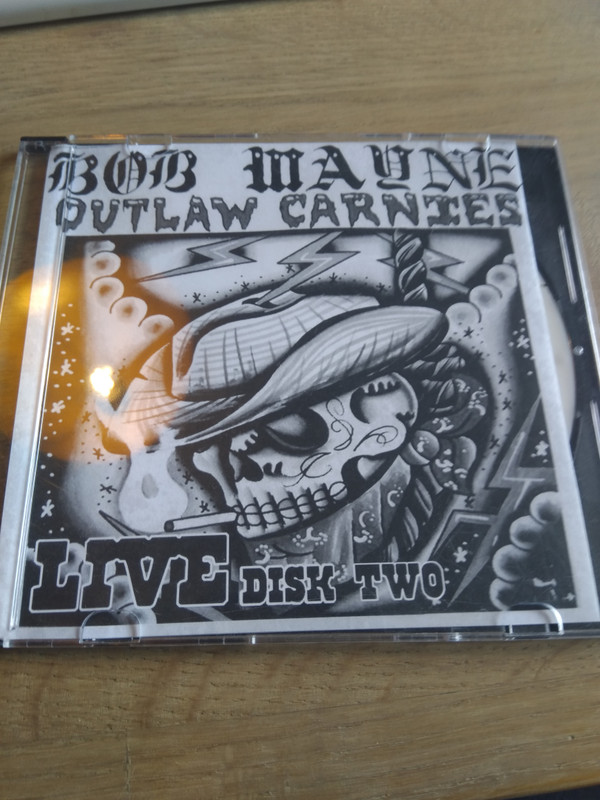 BOB WAYNE
OUTLAW CARNIES
LIVE DISK TWO